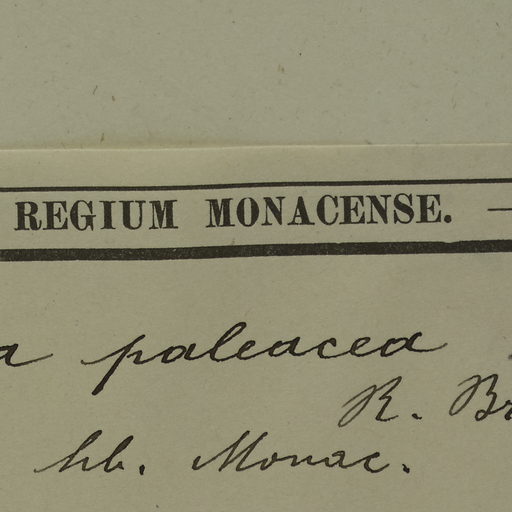 REGIUM MONACENSE. —
a paleacea
R. Br
hb. Monac.